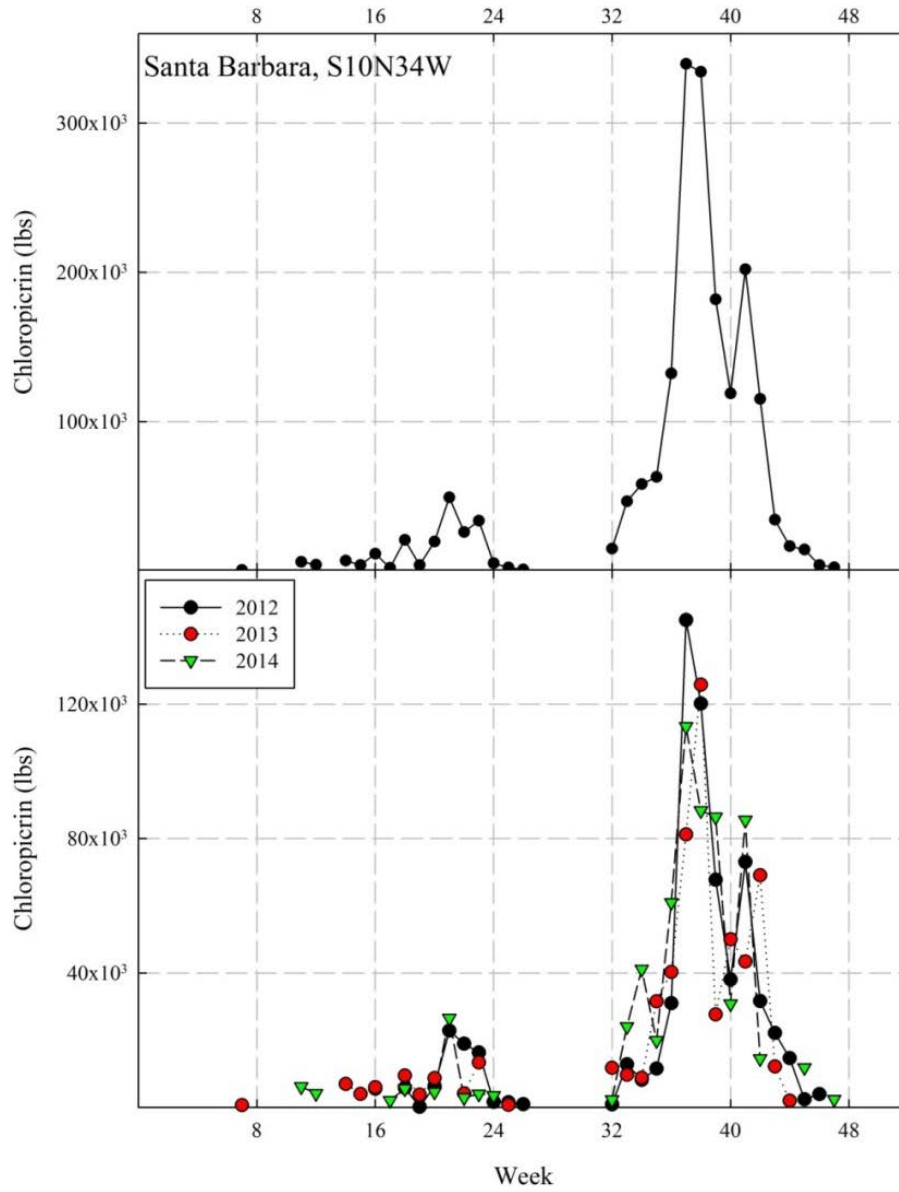 8 16 24 32 40 48
Santa Barbara, S10N34W
300x10³
200x10³
100x10³
Chloropicrin (lbs)
2012
2013
2014
120x10³
80x10³
40x10³
Chloropicrin (lbs)
8 16 24 32 40 48
Week